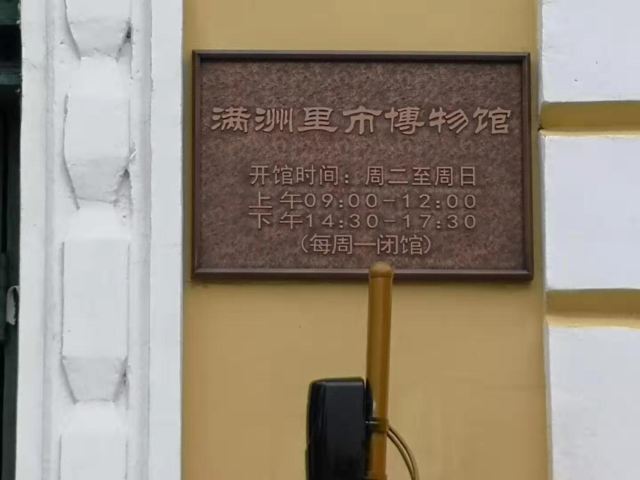 满洲里市博物馆
开馆时间：周二至周日
上午09:00-12:00
下午14:30-17:30
（每周一闭馆）